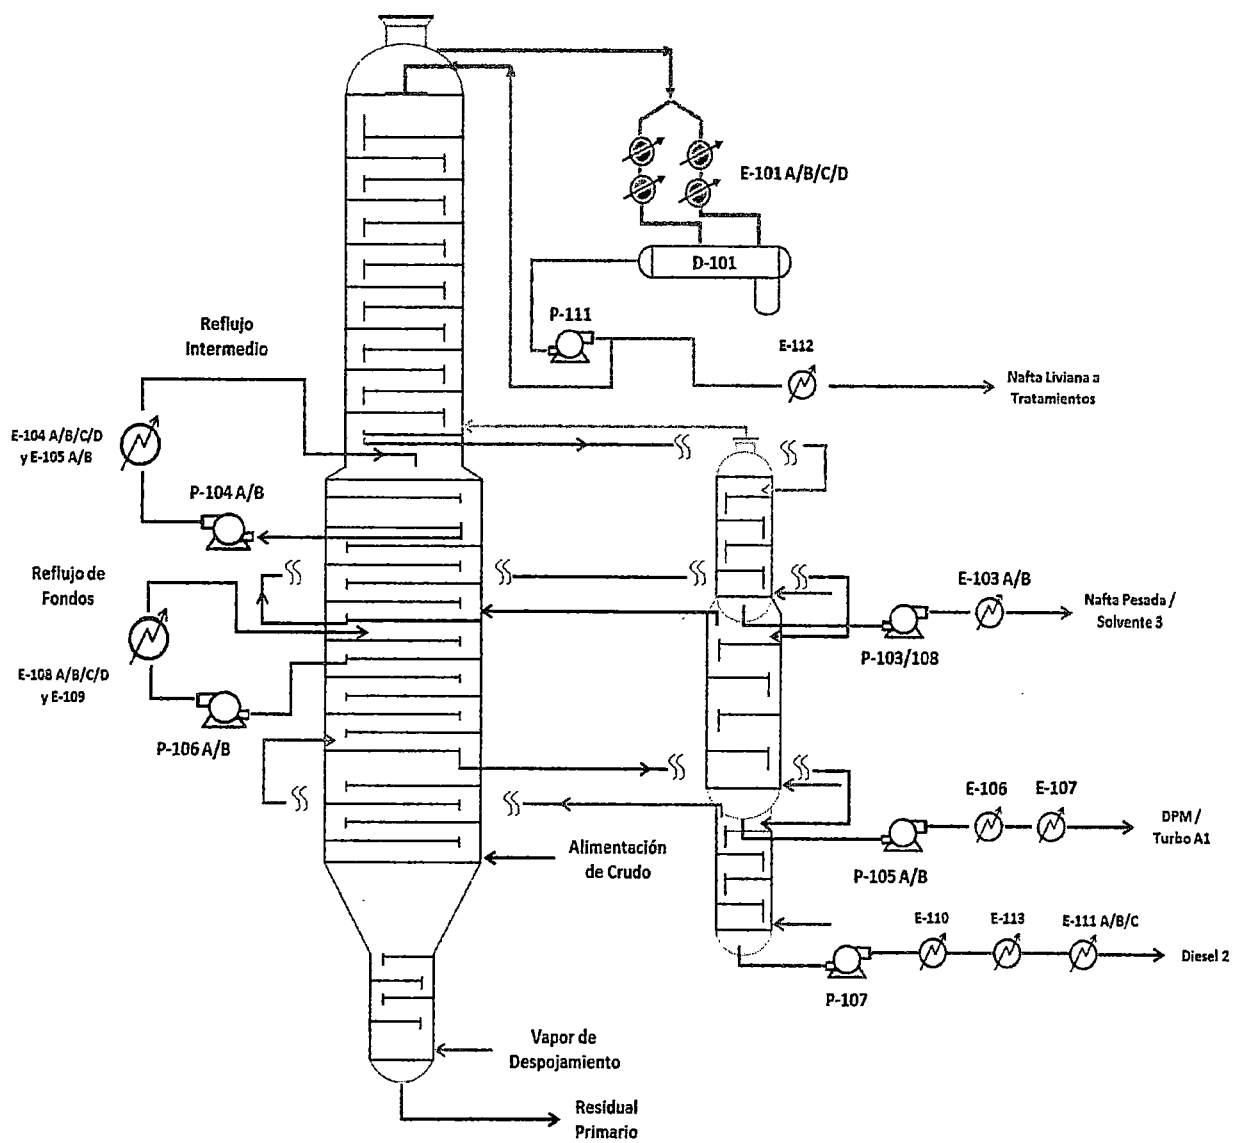 E-101 A/B/C/D
D-101
P-111
E-112
Nafta Liviana a
Tratamientos
Reflujo
Intermedio
E-104 A/B/C/D
y E-105 A/B
P-104 A/B
Reflujo de
Fondos
E-108 A/B/C/D
y E-109
P-106 A/B
E-103 A/B
Nafta Pesada /
Solvente 3
P-103/108
E-106
E-107
DPM /
Turbo A1
P-105 A/B
Alimentación
de Crudo
E-110
E-113
E-111 A/B/C
Diesel 2
P-107
Vapor de
Despojamiento
Residual
Primario